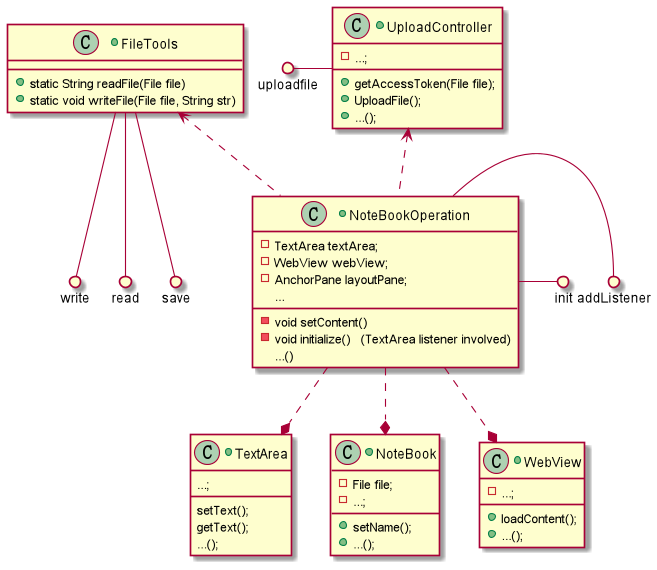 C FileTools
static String readFile(File file)
static void writeFile(File file, String str)
C UploadController
...;
getAccessToken(File file);
UploadFile();
...();
uploadfile
C NoteBookOperation
TextArea textArea;
WebView webView;
AnchorPane layoutPane;
...
void setContent()
void initialize() (TextArea listener involved)
...()
write
read
save
init
addListener
C TextArea
...;
setText();
getText();
...();
C NoteBook
File file;
...;
setName();
...();
C WebView
...;
loadContent();
...();